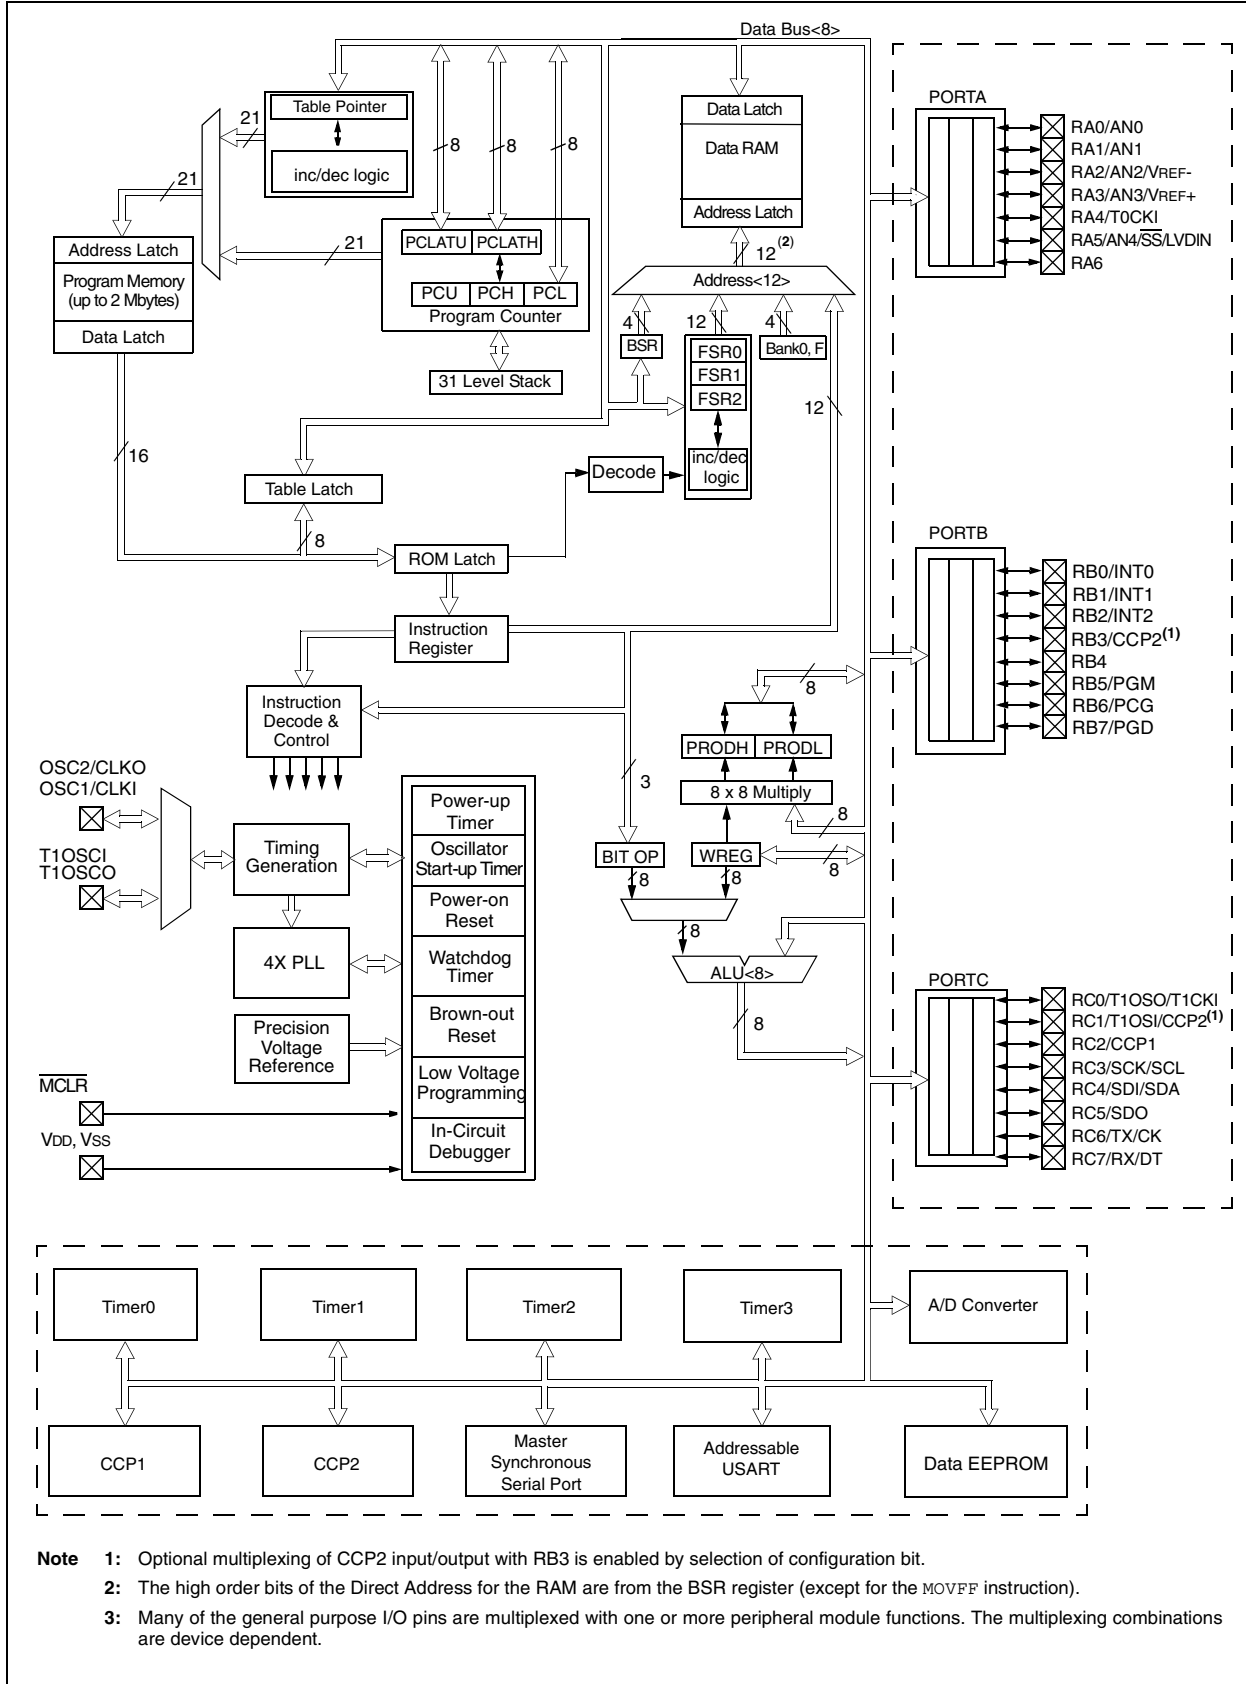 Data Bus<8>
PORTA
Table Pointer
21
inc/dec logic
8
8
8
Data Latch
Data RAM
Address Latch
RA0/AN0
RA1/AN1
RA2/AN2/VREF-
RA3/AN3/VREF+
RA4/T0CKI
RA5/AN4/SS/LVDIN
RA6
21
Address Latch
Program Memory
(up to 2 Mbytes)
Data Latch
21
PCLATU PCLATH
PCU PCH PCL
Program Counter
31 Level Stack
12(2)
Address<12>
4
12
4
BSR
FSR0
FSR1
FSR2
Bank0, F
12
inc/dec
logic
Decode
16
Table Latch
8
ROM Latch
Instruction
Register
PORTB
RB0/INT0
RB1/INT1
RB2/INT2
RB3/CCP2(1)
RB4
RB5/PGM
RB6/PCG
RB7/PGD
Instruction
Decode &
Control
8
PRODH PRODL
8 x 8 Multiply
3
8
BIT OP
WREG
8
8
8
8
ALU<8>
8
OSC2/CLKO
OSC1/CLKI
T1OSCI
T1OSCO
Timing
Generation
4X PLL
Precision
Voltage
Reference
MCLR
VDD, VSS
Power-up
Timer
Oscillator
Start-up Timer
Power-on
Reset
Watchdog
Timer
Brown-out
Reset
Low Voltage
Programming
In-Circuit
Debugger
PORTC
RC0/T1OSO/T1CKI
RC1/T1OSI/CCP2(1)
RC2/CCP1
RC3/SCK/SCL
RC4/SDI/SDA
RC5/SDO
RC6/TX/CK
RC7/RX/DT
Timer0
Timer1
Timer2
Timer3
A/D Converter
CCP1
CCP2
Master
Synchronous
Serial Port
Addressable
USART
Data EEPROM
Note 1: Optional multiplexing of CCP2 input/output with RB3 is enabled by selection of configuration bit.
2: The high order bits of the Direct Address for the RAM are from the BSR register (except for the MOVFF instruction).
3: Many of the general purpose I/O pins are multiplexed with one or more peripheral module functions. The multiplexing combinations
are device dependent.